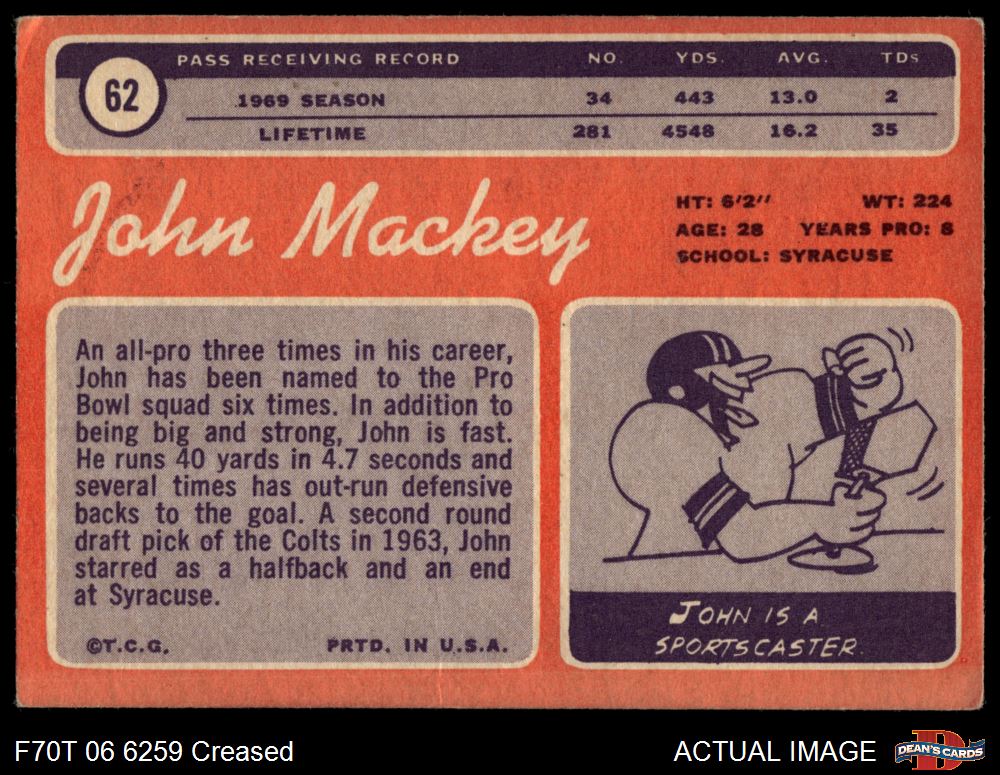 62
PASS RECEIVING RECORD NO. YDS. AVG. TDs
1969 SEASON 34 443 13.0 2
LIFETIME 281 4548 16.2 35
John Mackey
HT: 6'2" WT: 224
AGE: 28 YEARS PRO: 8
SCHOOL: SYRACUSE
An all-pro three times in his career,
John has been named to the Pro
Bowl squad six times. In addition to
being big and strong, John is fast.
He runs 40 yards in 4.7 seconds and
several times has out-run defensive
backs to the goal. A second round
draft pick of the Colts in 1963, John
starred as a halfback and an end
at Syracuse.
©T.C.G. PRTD. IN U.S.A.
JOHN IS A
SPORTSCASTER.
F70T 06 6259 Creased
ACTUAL IMAGE
D
DEAN'S CARDS